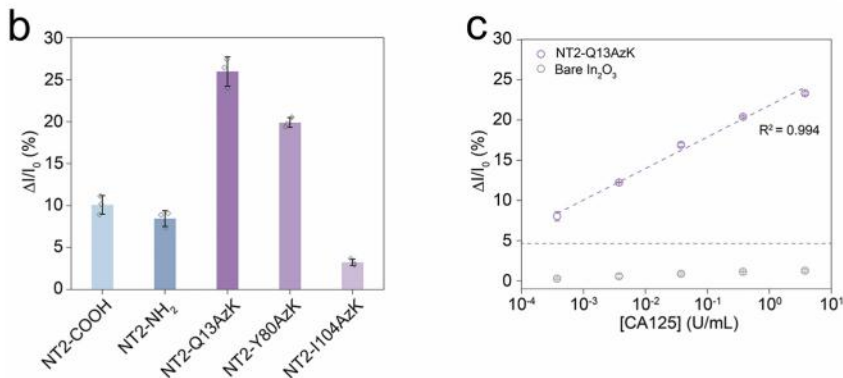 b
ΔI/I₀ (%)
30
25
20
15
10
5
0
NT2-COOH
NT2-NH₂
NT2-Q13AzK
NT2-Y80AzK
NT2-I104AzK
c
ΔI/I₀ (%)
30
25
20
15
10
5
0
NT2-Q13AzK
Bare In₂O₃
R² = 0.994
10⁻⁴
10⁻³
10⁻²
10⁻¹
10⁰
10¹
[CA125] (U/mL)